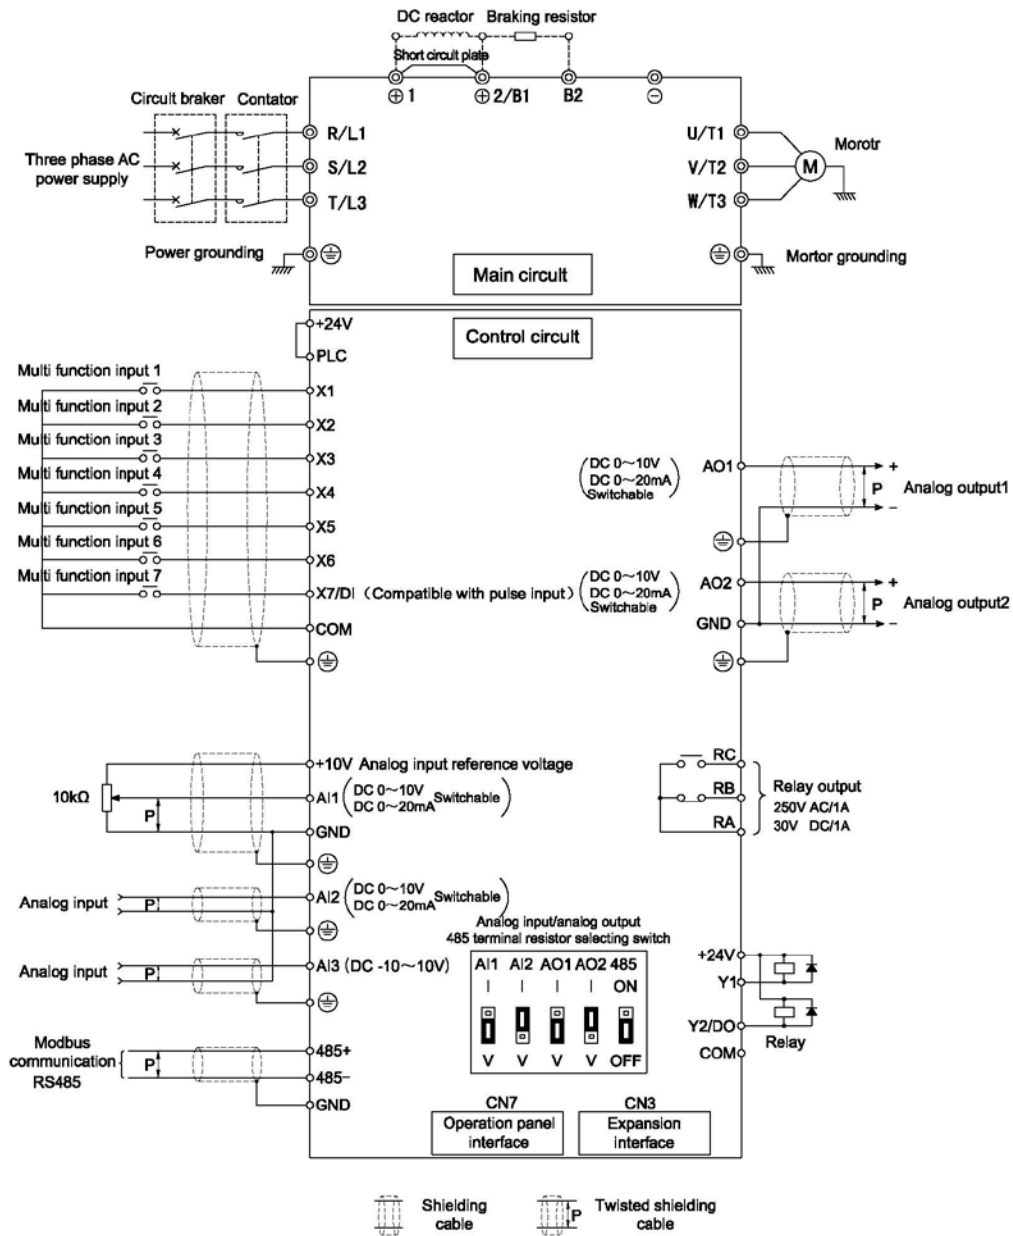 DC reactor Braking resistor
Short circuit plate
⊕ 1 ⊕ 2/B1 B2 ⊖
Circuit braker Contator
R/L1 U/T1
Morotr
Three phase AC
power supply
S/L2 V/T2 M
T/L3 W/T3
Power grounding Mortor grounding
Main circuit
+24V
Control circuit
PLC
Multi function input 1
X1
Multi function input 2
X2
Multi function input 3
X3
Multi function input 4
X4
Multi function input 5
X5
Multi function input 6
X6
Multi function input 7
X7/DI (Compatible with pulse input)
COM
(DC 0~10V
DC 0~20mA
Switchable)
AO1 + P − Analog output1
(DC 0~10V
DC 0~20mA
Switchable)
AO2 + P − Analog output2
GND
+10V Analog input reference voltage
10kΩ
P
AI1 (DC 0~10V
DC 0~20mA Switchable)
GND
RC
RB
RA
Relay output
250V AC/1A
30V DC/1A
Analog input P
AI2 (DC 0~10V
DC 0~20mA Switchable)
Analog input P
AI3 (DC -10~10V)
Analog input/analog output
485 terminal resistor selecting switch
AI1 AI2 AO1 AO2 485
I I I I ON
V V V V OFF
+24V
Y1
Y2/DO
Relay
COM
Modbus
communication
RS485
P
485+
485−
GND
CN7 CN3
Operation panel
interface
Expansion
interface
Shielding
cable
P
Twisted shielding
cable